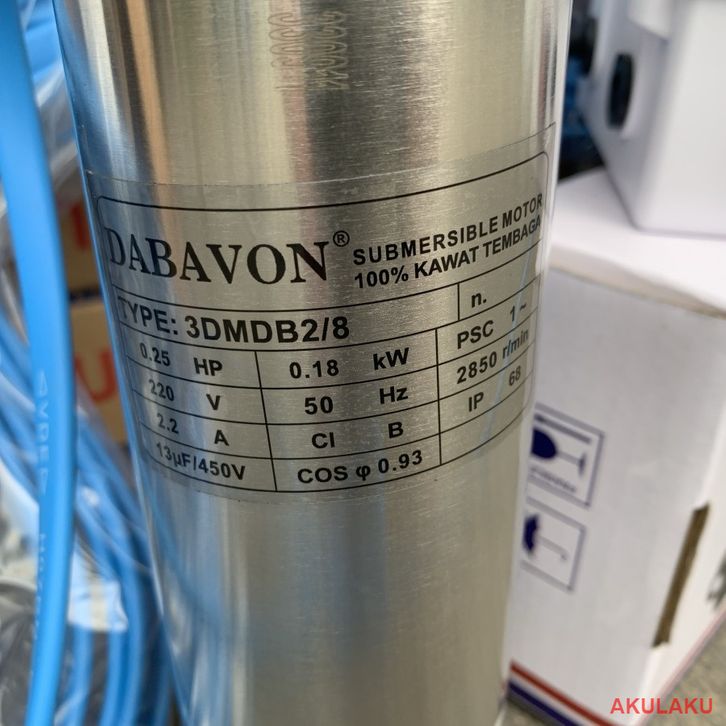 DABAVON®
SUBMERSIBLE MOTOR
100% KAWAT TEMBAGA
TYPE: 3DMDB2/8
n.
0.25 HP
0.18 kW
PSC 1~
220 V
50 Hz
2850 r/min
2.2 A
Cl B
IP 68
13µF/450V
COS φ 0.93
AKULAKU